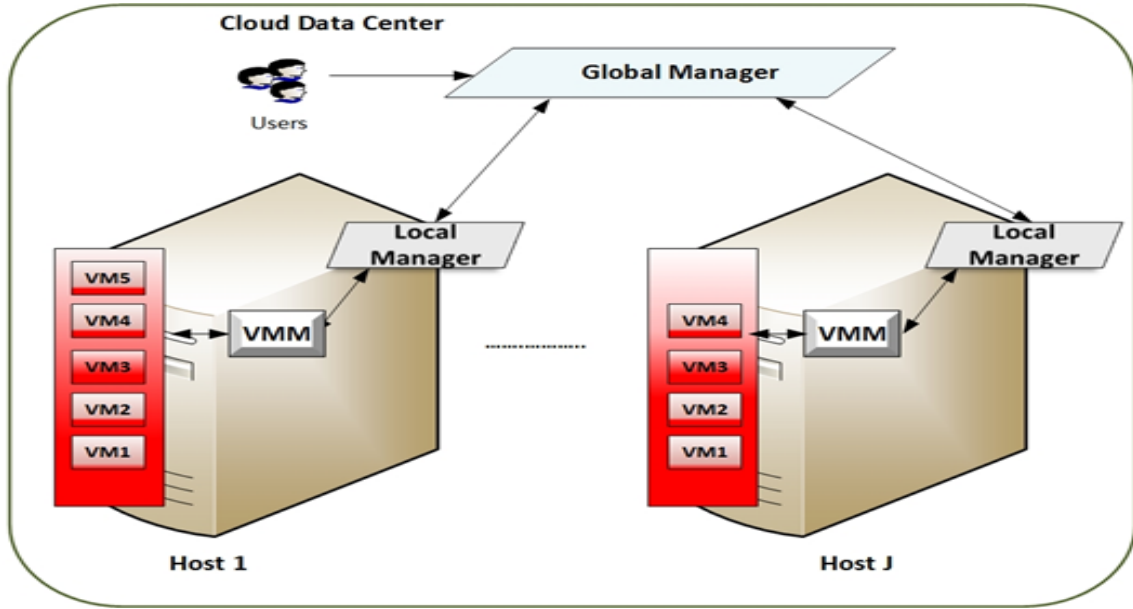 Cloud Data Center
Global Manager
Users
Local
Manager
VM5
VM4
VM3
VM2
VM1
VMM
Host 1
Local
Manager
VM4
VM3
VM2
VM1
VMM
Host J